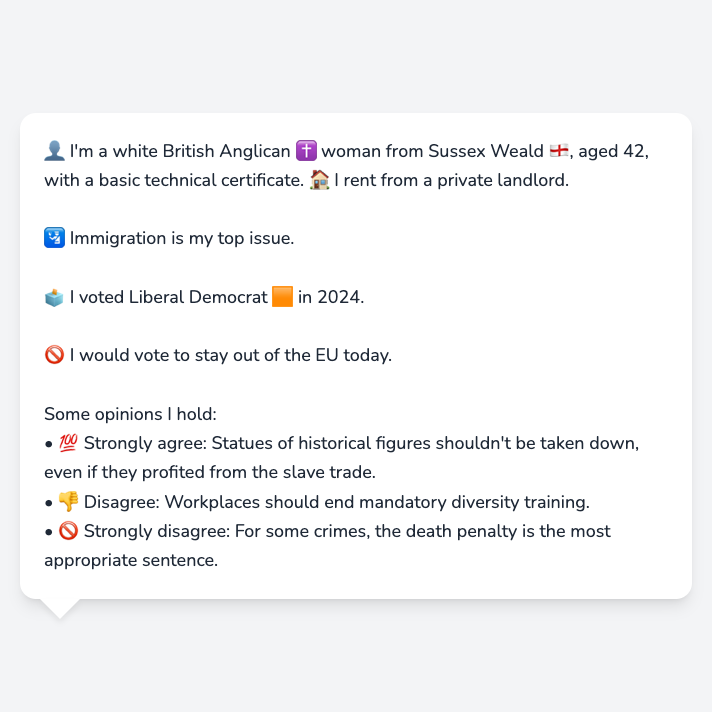 👤 I'm a white British Anglican ✝️ woman from Sussex Weald 🏴󠁧󠁢󠁥󠁮󠁧󠁿, aged 42,
with a basic technical certificate. 🏠 I rent from a private landlord.
🛂 Immigration is my top issue.
🗳️ I voted Liberal Democrat 🟧 in 2024.
🚫 I would vote to stay out of the EU today.
Some opinions I hold:
• 💯 Strongly agree: Statues of historical figures shouldn't be taken down,
even if they profited from the slave trade.
• 👎 Disagree: Workplaces should end mandatory diversity training.
• 🚫 Strongly disagree: For some crimes, the death penalty is the most
appropriate sentence.